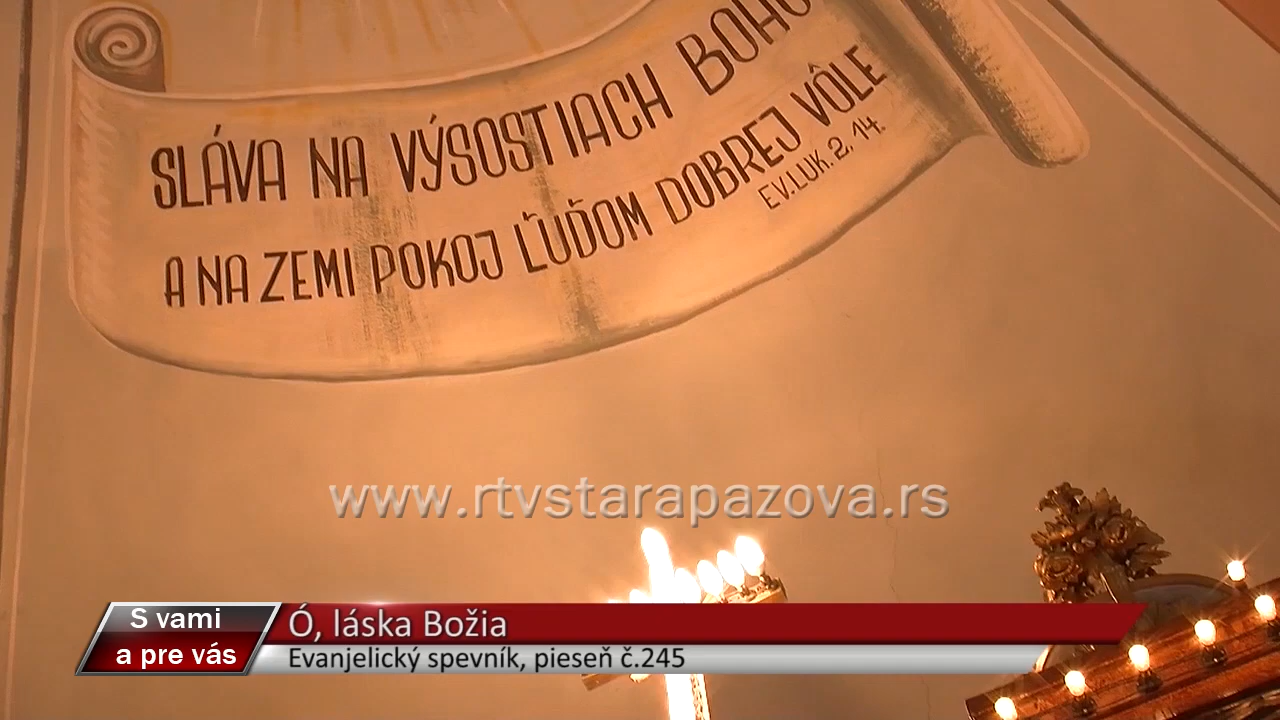 SLÁVA NA VÝSOSTIACH
A NA ZEMI POKOJ ĽUĎOM DOBREJ VÔLE
EV.LUK. 2, 14.
www.rtvstarapazova.rs
S vami
a pre vás
Ó, láska Božia
Evanjelický spevník, pieseň č.245